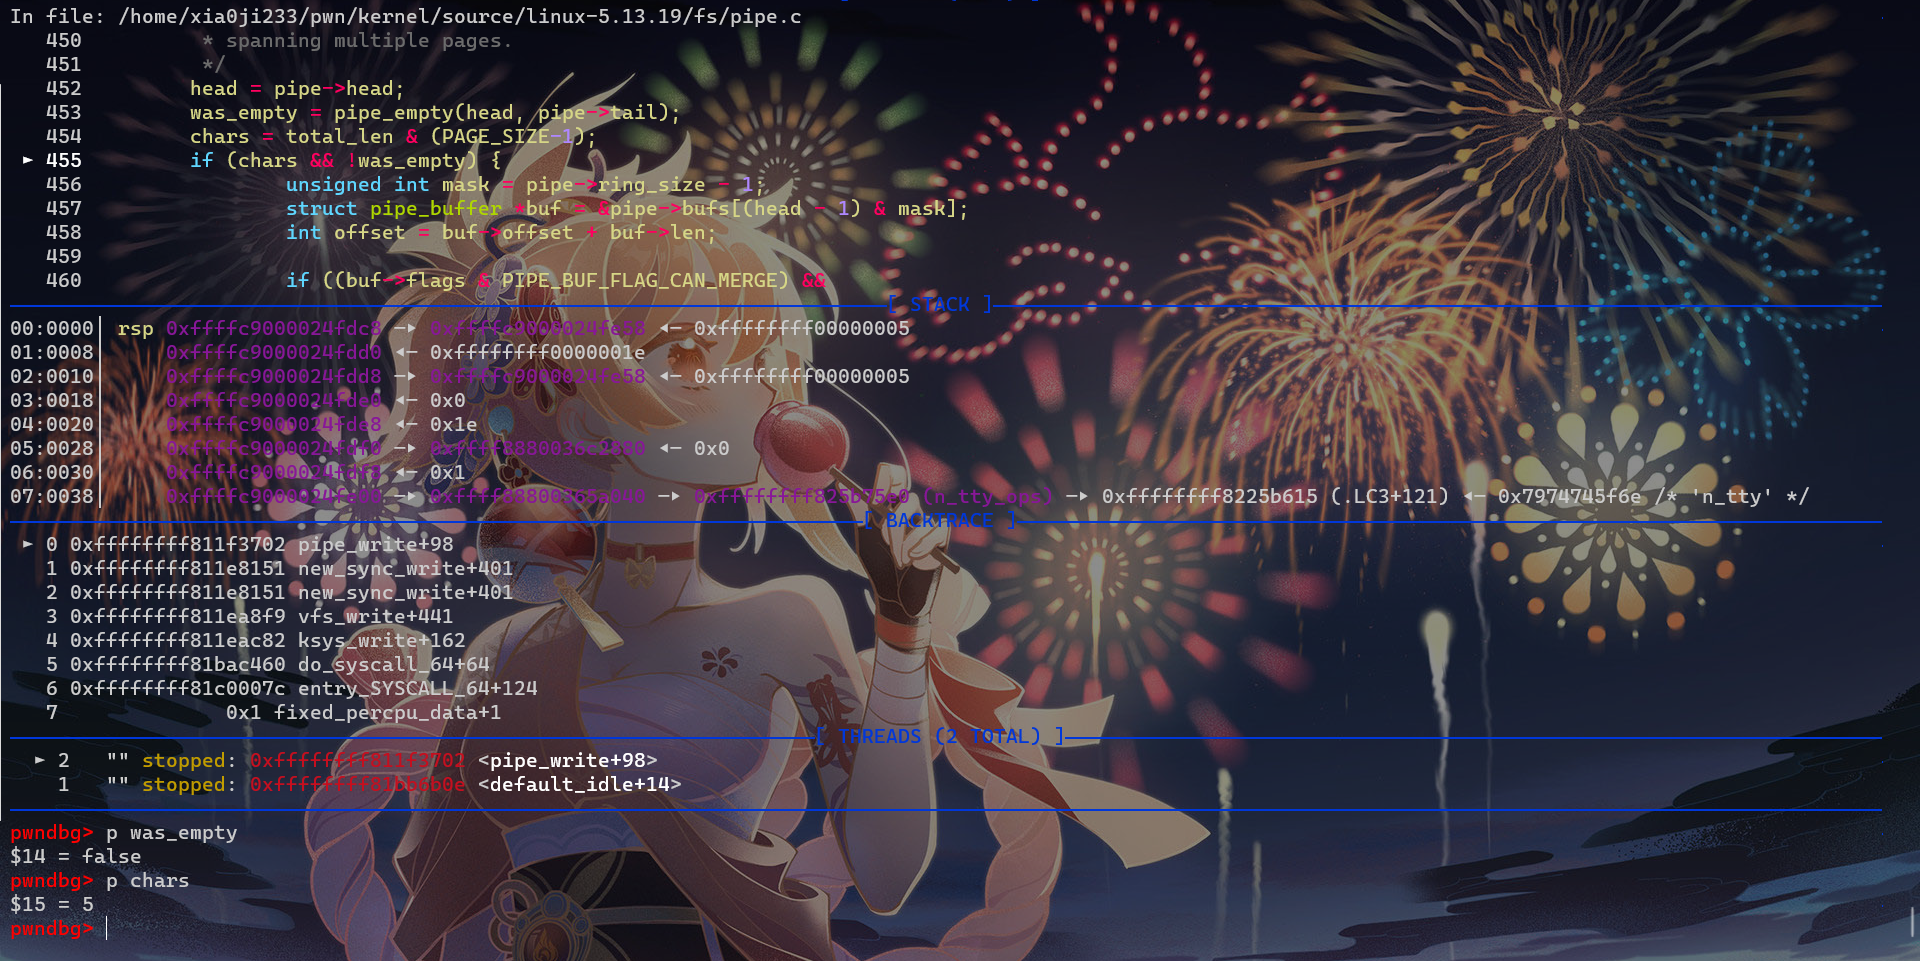 In file: /home/xia0ji233/pwn/kernel/source/linux-5.13.19/fs/pipe.c
450 * spanning multiple pages.
451 */
452 head = pipe->head;
453 was_empty = pipe_empty(head, pipe->tail);
454 chars = total_len & (PAGE_SIZE-1);
► 455 if (chars && !was_empty) {
456 unsigned int mask = pipe->ring_size - 1;
457 struct pipe_buffer *buf = &pipe->bufs[(head - 1) & mask];
458 int offset = buf->offset + buf->len;
459
460 if ((buf->flags & PIPE_BUF_FLAG_CAN_MERGE) &&
[ STACK ]
00:0000│ rsp 0xffffc9000024fdc8 —▸ 0xffffc9000024fe58 ◂— 0xffffffff00000005
01:0008│ 0xffffc9000024fdd0 ◂— 0xffffffff0000001e
02:0010│ 0xffffc9000024fdd8 —▸ 0xffffc9000024fe58 ◂— 0xffffffff00000005
03:0018│ 0xffffc9000024fde0 ◂— 0x0
04:0020│ 0xffffc9000024fde8 ◂— 0x1e
05:0028│ 0xffffc9000024fdf0 —▸ ◂— 0x0
06:0030│ 0xffffc9000024fdf8 ◂— 0x1
07:0038│ 0xffffc9000024fe00 —▸ —▸ (n_tty_ops) —▸ 0xffffffff8225b615 (.LC3+121) ◂— 0x7974745f6e /* 'n_tty' */
[ BACKTRACE ]
► 0 0xffffffff811f3702 pipe_write+98
1 0xffffffff811e8151 new_sync_write+401
2 0xffffffff811e8151 new_sync_write+401
3 0xffffffff811ea8f9 vfs_write+441
4 0xffffffff811eac82 ksys_write+162
5 0xffffffff81bac460 do_syscall_64+64
6 0xffffffff81c0007c entry_SYSCALL_64+124
7 0x1 fixed_percpu_data+1
[ THREADS (2 TOTAL) ]
► 2 "" stopped: 0xffffffff811f3702 <pipe_write+98>
1 "" stopped: 0xffffffff81bb6b0e <default_idle+14>
pwndbg> p was_empty
$14 = false
pwndbg> p chars
$15 = 5
pwndbg>